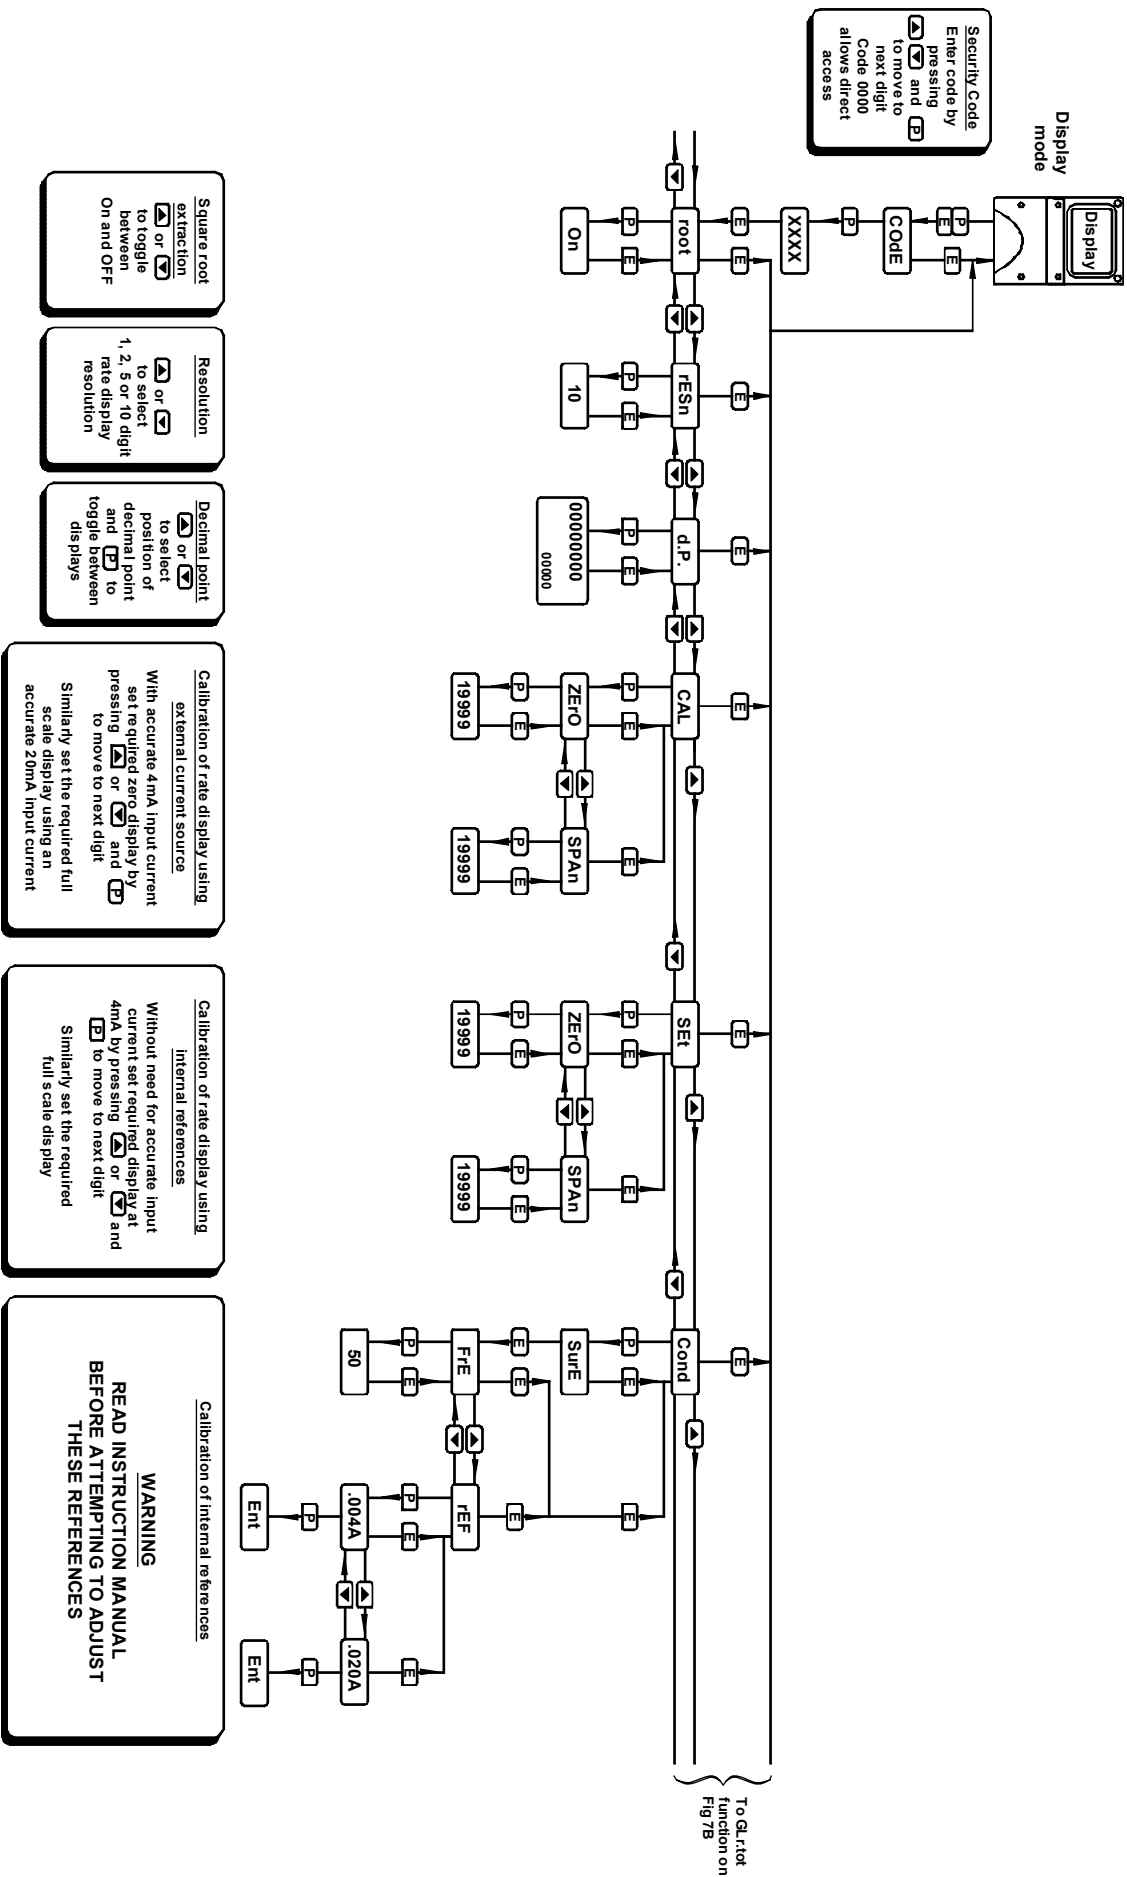 Display
mode
Display
Security Code
Enter code by
pressing
and P
to move to
next digit
Code 0000
allows direct
access
P
E
E
COdE
P
XXXX
E
E
E
E
E
E
E
root
rESn
d.P.
CAL
SEt
Cond
To GLr.tot
function on
Fig 7B
P
E
P
E
P
E
P
E
P
E
P
E
E
E
E
On
10
00000000
00000
ZErO
SPAn
ZErO
SPAn
SurE
P
E
P
E
P
E
P
E
E
E
E
19999
19999
19999
19999
FrE
rEF
P
E
P
E
E
50
.004A
.020A
P
P
Ent
Ent
Square root
extraction
or
to toggle
between
On and OFF
Resolution
or
to select
1, 2, 5 or 10 digit
rate display
resolution
Decimal point
or
to select
position of
decimal point
and P to
toggle between
displays
Calibration of rate display using
external current source
With accurate 4mA input current
set required zero display by
pressing or and P
to move to next digit
Similarly set the required full
scale display using an
accurate 20mA input current
Calibration of rate display using
internal references
Without need for accurate input
current set required display at
4mA by pressing or and
P to move to next digit
Similarly set the required
full scale display
Calibration of internal references
WARNING
READ INSTRUCTION MANUAL
BEFORE ATTEMPTING TO ADJUST
THESE REFERENCES